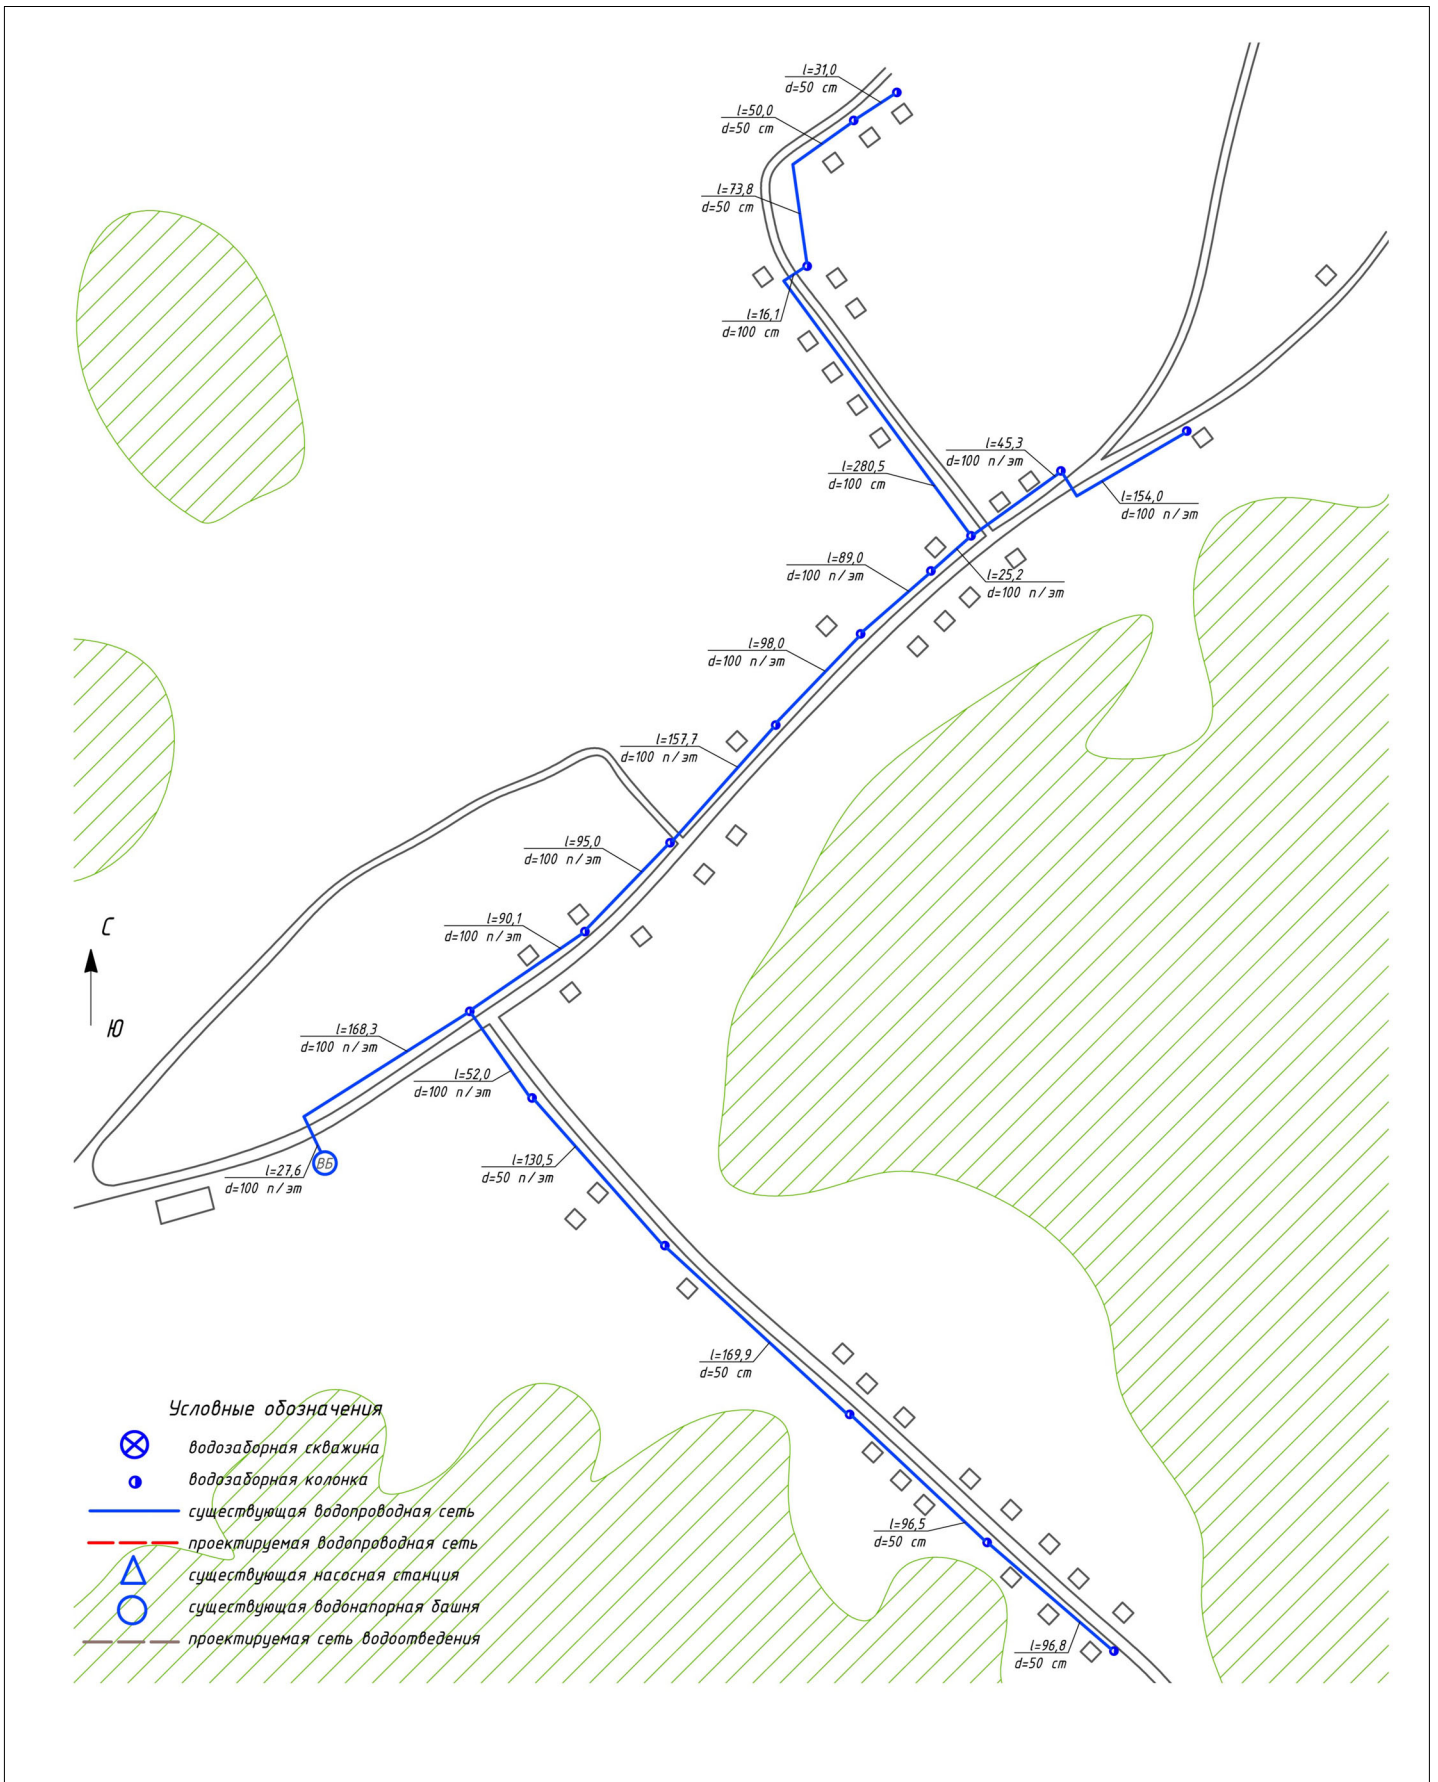 l=31,0
d=50 ст
l=50,0
d=50 ст
l=73,8
d=50 ст
l=16,1
d=100 ст
l=45,3
d=100 п/эт
l=280,5
d=100 ст
l=154,0
d=100 п/эт
l=89,0
d=100 п/эт
l=25,2
d=100 п/эт
l=98,0
d=100 п/эт
l=157,7
d=100 п/эт
l=95,0
d=100 п/эт
l=90,1
d=100 п/эт
С
Ю
l=168,3
d=100 п/эт
l=52,0
d=100 п/эт
ВБ
l=27,6
d=100 п/эт
l=130,5
d=50 п/эт
l=169,9
d=50 ст
l=96,5
d=50 ст
l=96,8
d=50 ст
Условные обозначения
водозаборная скважина
водозаборная колонка
существующая водопроводная сеть
проектируемая водопроводная сеть
существующая насосная станция
существующая водонапорная башня
проектируемая сеть водоотведения